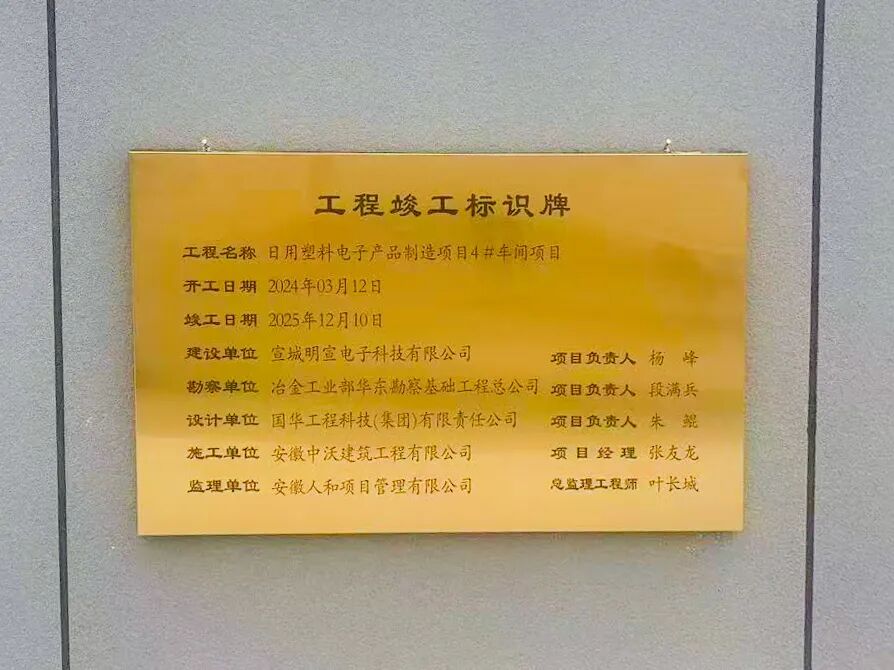 工程竣工标识牌
工程名称 日用塑料电子产品制造项目4#车间项目
开工日期 2024年03月12日
竣工日期 2025年12月10日
建设单位 宣城明宣电子科技有限公司 项目负责人 杨 峰
勘察单位 冶金工业部华东勘察基础工程总公司 项目负责人 段满兵
设计单位 国华工程科技(集团)有限责任公司 项目负责人 朱 鲲
施工单位 安徽中沃建筑工程有限公司 项目经理 张友龙
监理单位 安徽人和项目管理有限公司 总监理工程师 叶长城